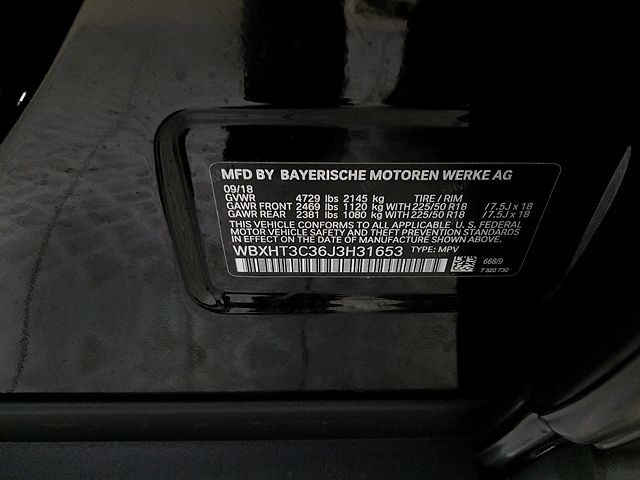 MFD BY BAYERISCHE MOTOREN WERKE AG
09/18
GVWR 4729 lbs 2145 kg TIRE / RIM
GAWR FRONT 2469 lbs 1120 kg WITH 225/50 R18 / 7.5J x 18
GAWR REAR 2381 lbs 1080 kg WITH 225/50 R18 / 7.5J x 18
THIS VEHICLE CONFORMS TO ALL APPLICABLE U. S. FEDERAL
MOTOR VEHICLE SAFETY AND THEFT PREVENTION STANDARDS
IN EFFECT ON THE DATE OF MANUFACTURE SHOWN ABOVE.
WBXHT3C36J3H31653 TYPE: MPV
668/9
7 320 730